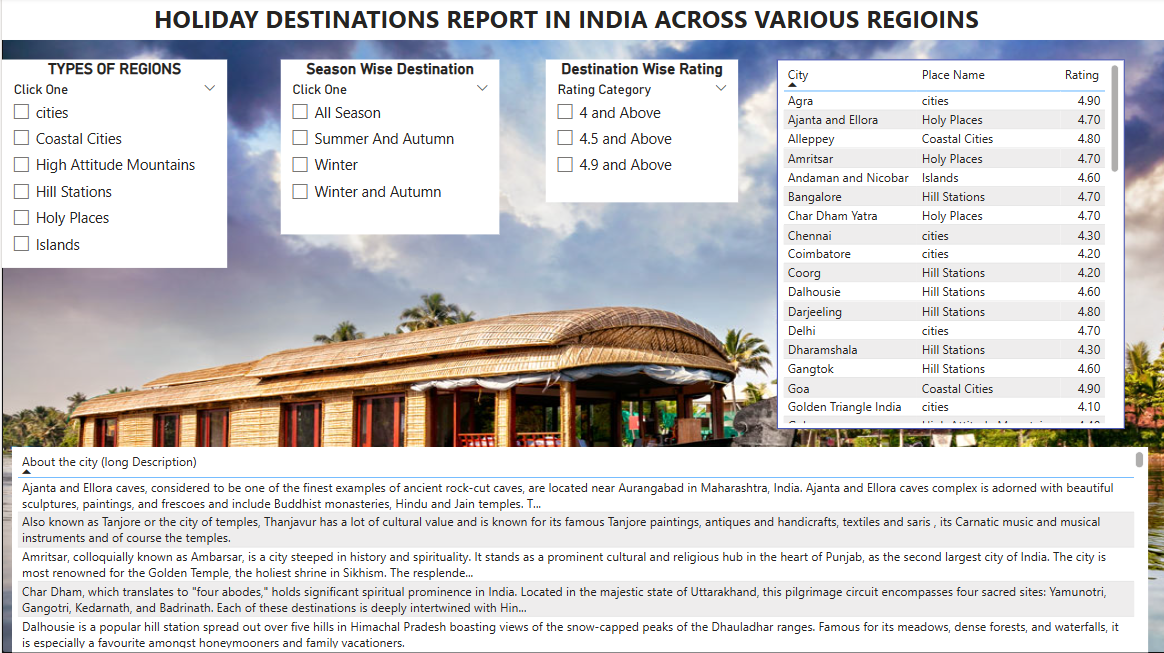 HOLIDAY DESTINATIONS REPORT IN INDIA ACROSS VARIOUS REGIOINS
TYPES OF REGIONS
Click One
cities
Coastal Cities
High Attitude Mountains
Hill Stations
Holy Places
Islands
Season Wise Destination
Click One
All Season
Summer And Autumn
Winter
Winter and Autumn
Destination Wise Rating
Rating Category
4 and Above
4.5 and Above
4.9 and Above
City Place Name Rating
Agra cities 4.90
Ajanta and Ellora Holy Places 4.70
Alleppey Coastal Cities 4.80
Amritsar Holy Places 4.70
Andaman and Nicobar Islands 4.60
Bangalore Hill Stations 4.70
Char Dham Yatra Holy Places 4.70
Chennai cities 4.30
Coimbatore cities 4.20
Coorg Hill Stations 4.20
Dalhousie Hill Stations 4.60
Darjeeling Hill Stations 4.80
Delhi cities 4.70
Dharamshala Hill Stations 4.30
Gangtok Hill Stations 4.60
Goa Coastal Cities 4.90
Golden Triangle India cities 4.10
About the city (long Description)
Ajanta and Ellora caves, considered to be one of the finest examples of ancient rock-cut caves, are located near Aurangabad in Maharashtra, India. Ajanta and Ellora caves complex is adorned with beautiful
sculptures, paintings, and frescoes and include Buddhist monasteries, Hindu and Jain temples. T...
Also known as Tanjore or the city of temples, Thanjavur has a lot of cultural value and is known for its famous Tanjore paintings, antiques and handicrafts, textiles and saris , its Carnatic music and musical
instruments and of course the temples.
Amritsar, colloquially known as Ambarsar, is a city steeped in history and spirituality. It stands as a prominent cultural and religious hub in the heart of Punjab, as the second largest city of India. The city is
most renowned for the Golden Temple, the holiest shrine in Sikhism. The resplende...
Char Dham, which translates to "four abodes," holds significant spiritual prominence in India. Located in the majestic state of Uttarakhand, this pilgrimage circuit encompasses four sacred sites: Yamunotri,
Gangotri, Kedarnath, and Badrinath. Each of these destinations is deeply intertwined with Hin...
Dalhousie is a popular hill station spread out over five hills in Himachal Pradesh boasting views of the snow-capped peaks of the Dhauladhar ranges. Famous for its meadows, dense forests, and waterfalls, it
is especially a favourite amongst honeymooners and family vacationers.